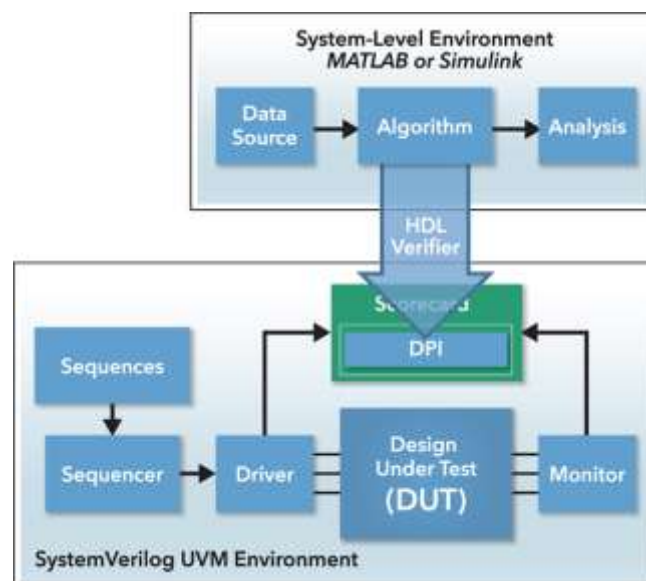 System-Level Environment
MATLAB or Simulink
Data
Source
Algorithm
Analysis
HDL
Verifier
Scorecard
DPI
Sequences
Sequencer
Driver
Design
Under Test
(DUT)
Monitor
SystemVerilog UVM Environment